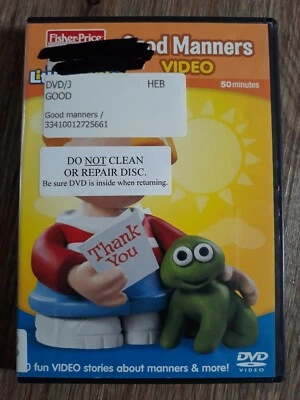 Fisher-Price
Good Manners
VIDEO
50 minutes
DVD/J HEB
GOOD
Good manners /
33410012725661
DO NOT CLEAN
OR REPAIR DISC.
Be sure DVD is inside when returning.
Thank
You
0 fun VIDEO stories about manners & more!
DVD
VIDEO